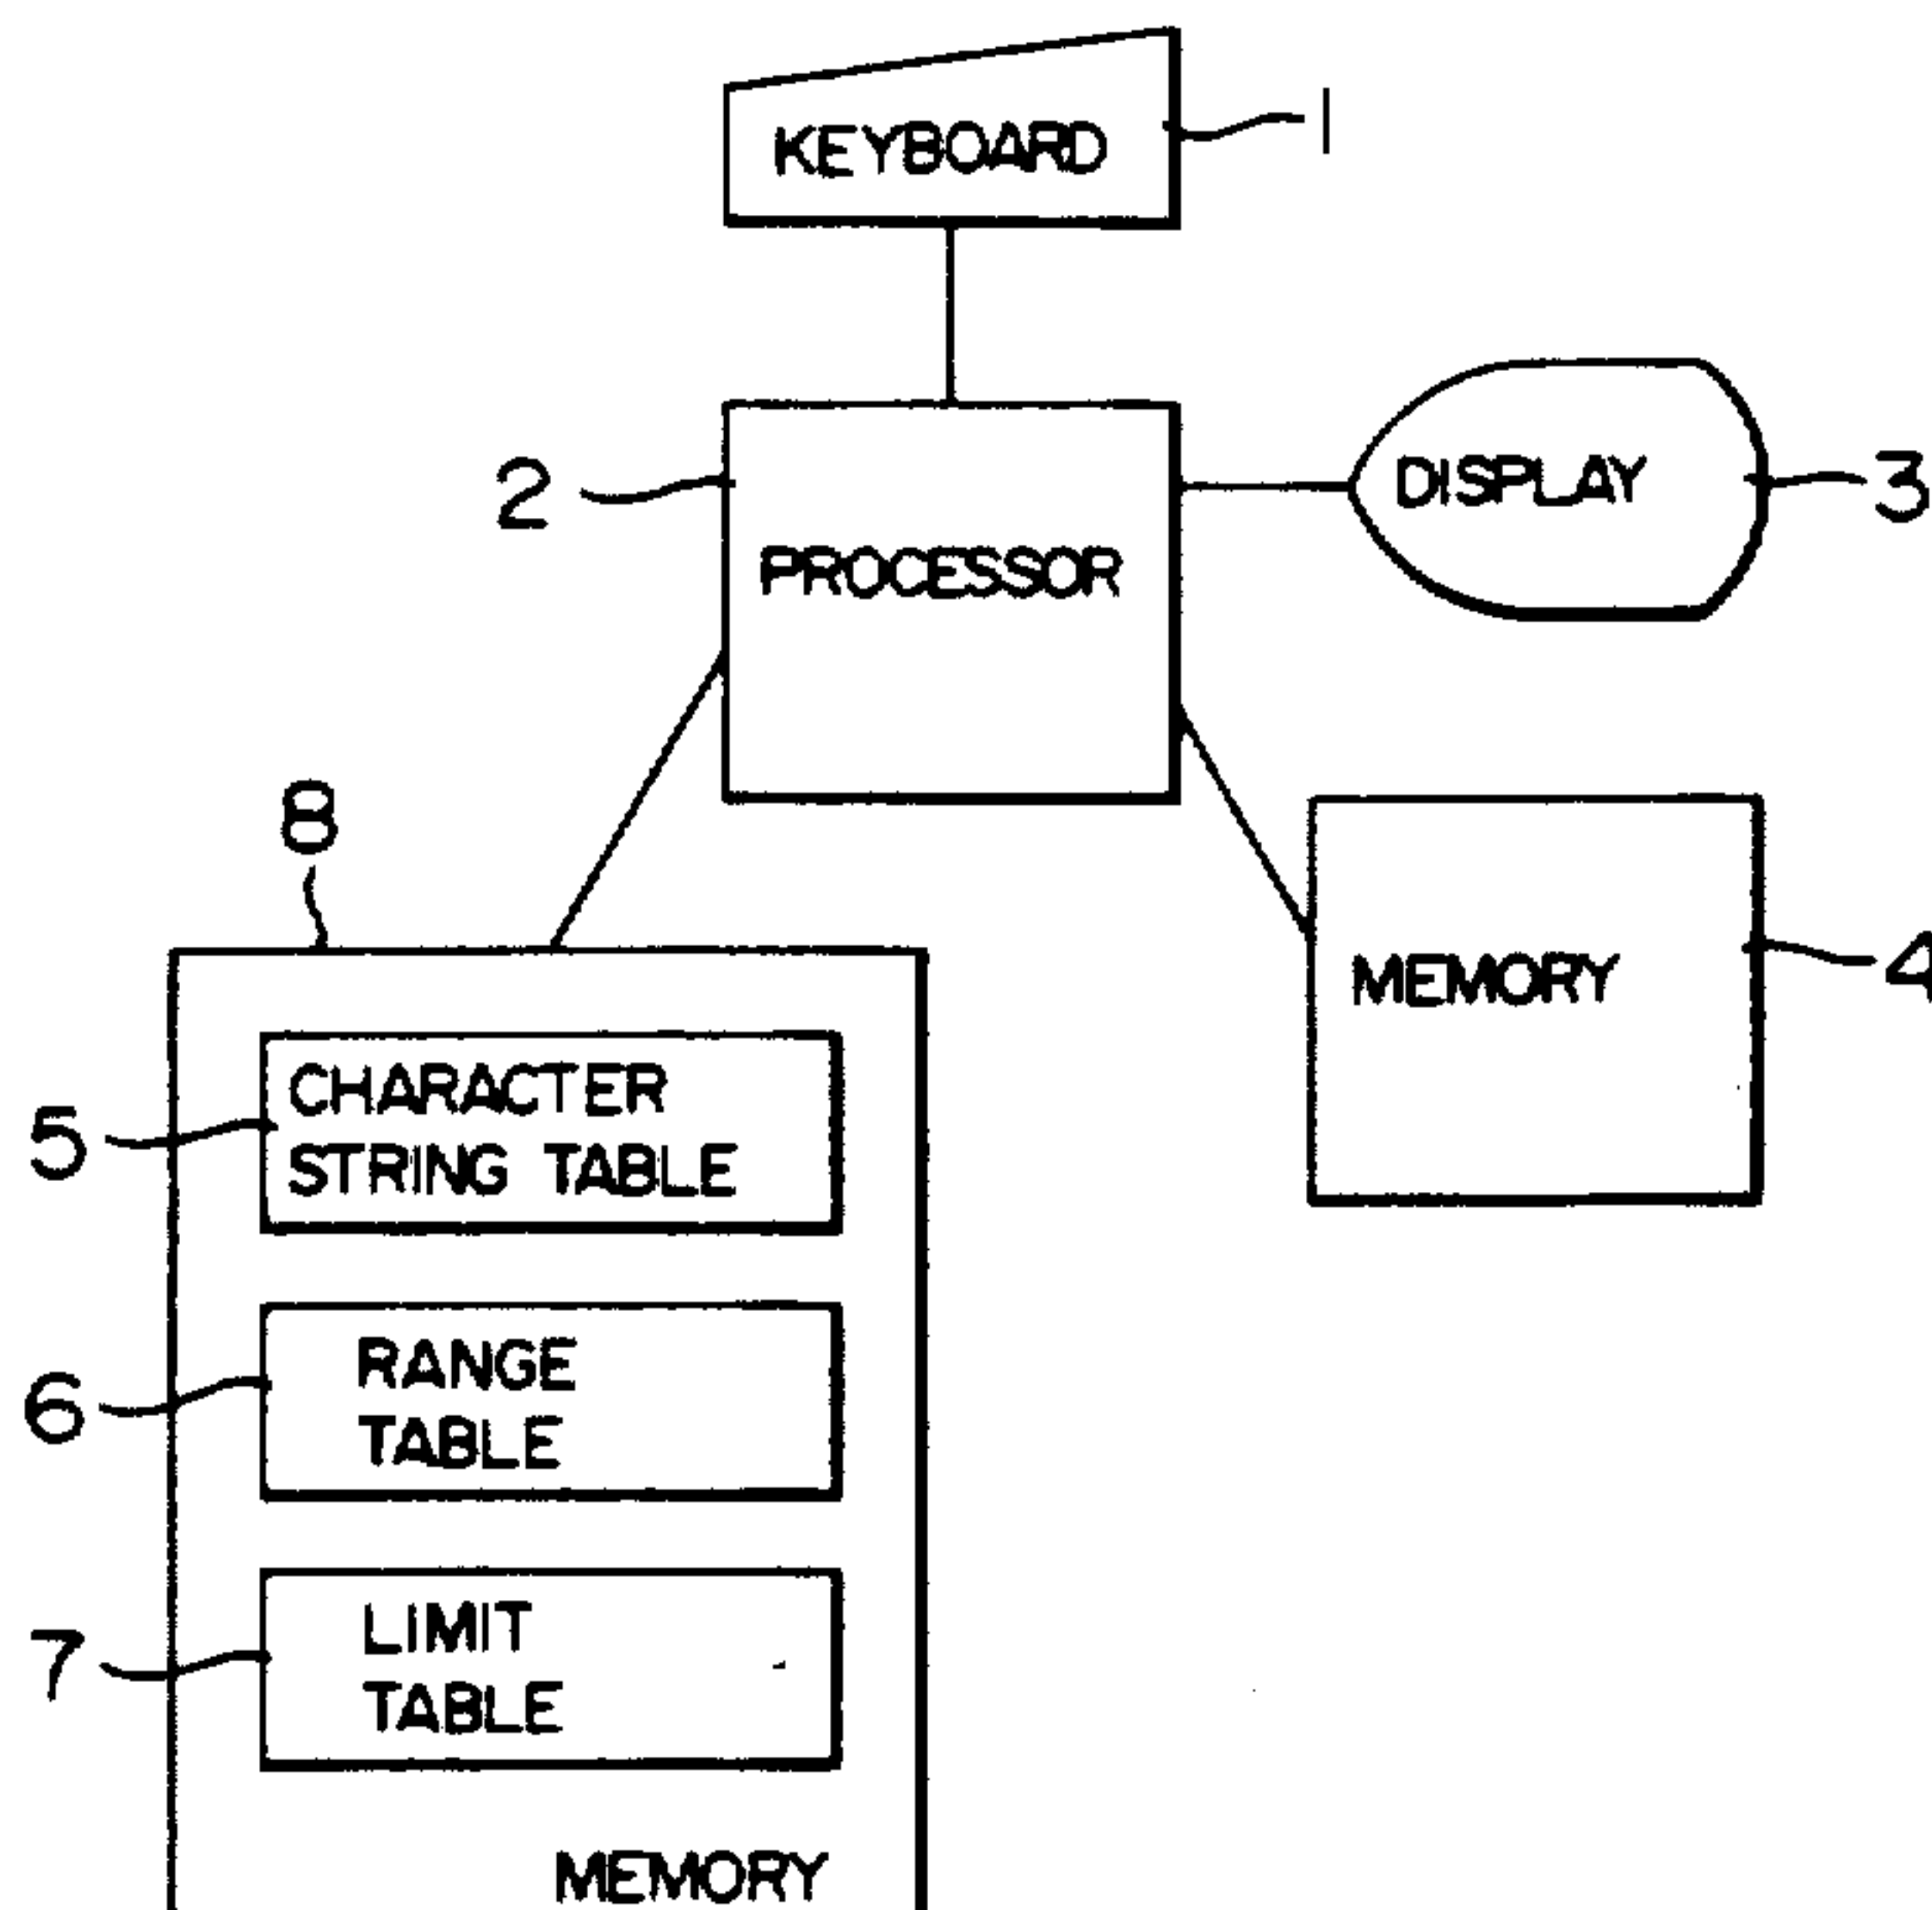 KEYBOARD 1
2
PROCESSOR
DISPLAY 3
8
MEMORY 4
5
CHARACTER
STRING TABLE
6
RANGE
TABLE
7
LIMIT
TABLE
MEMORY